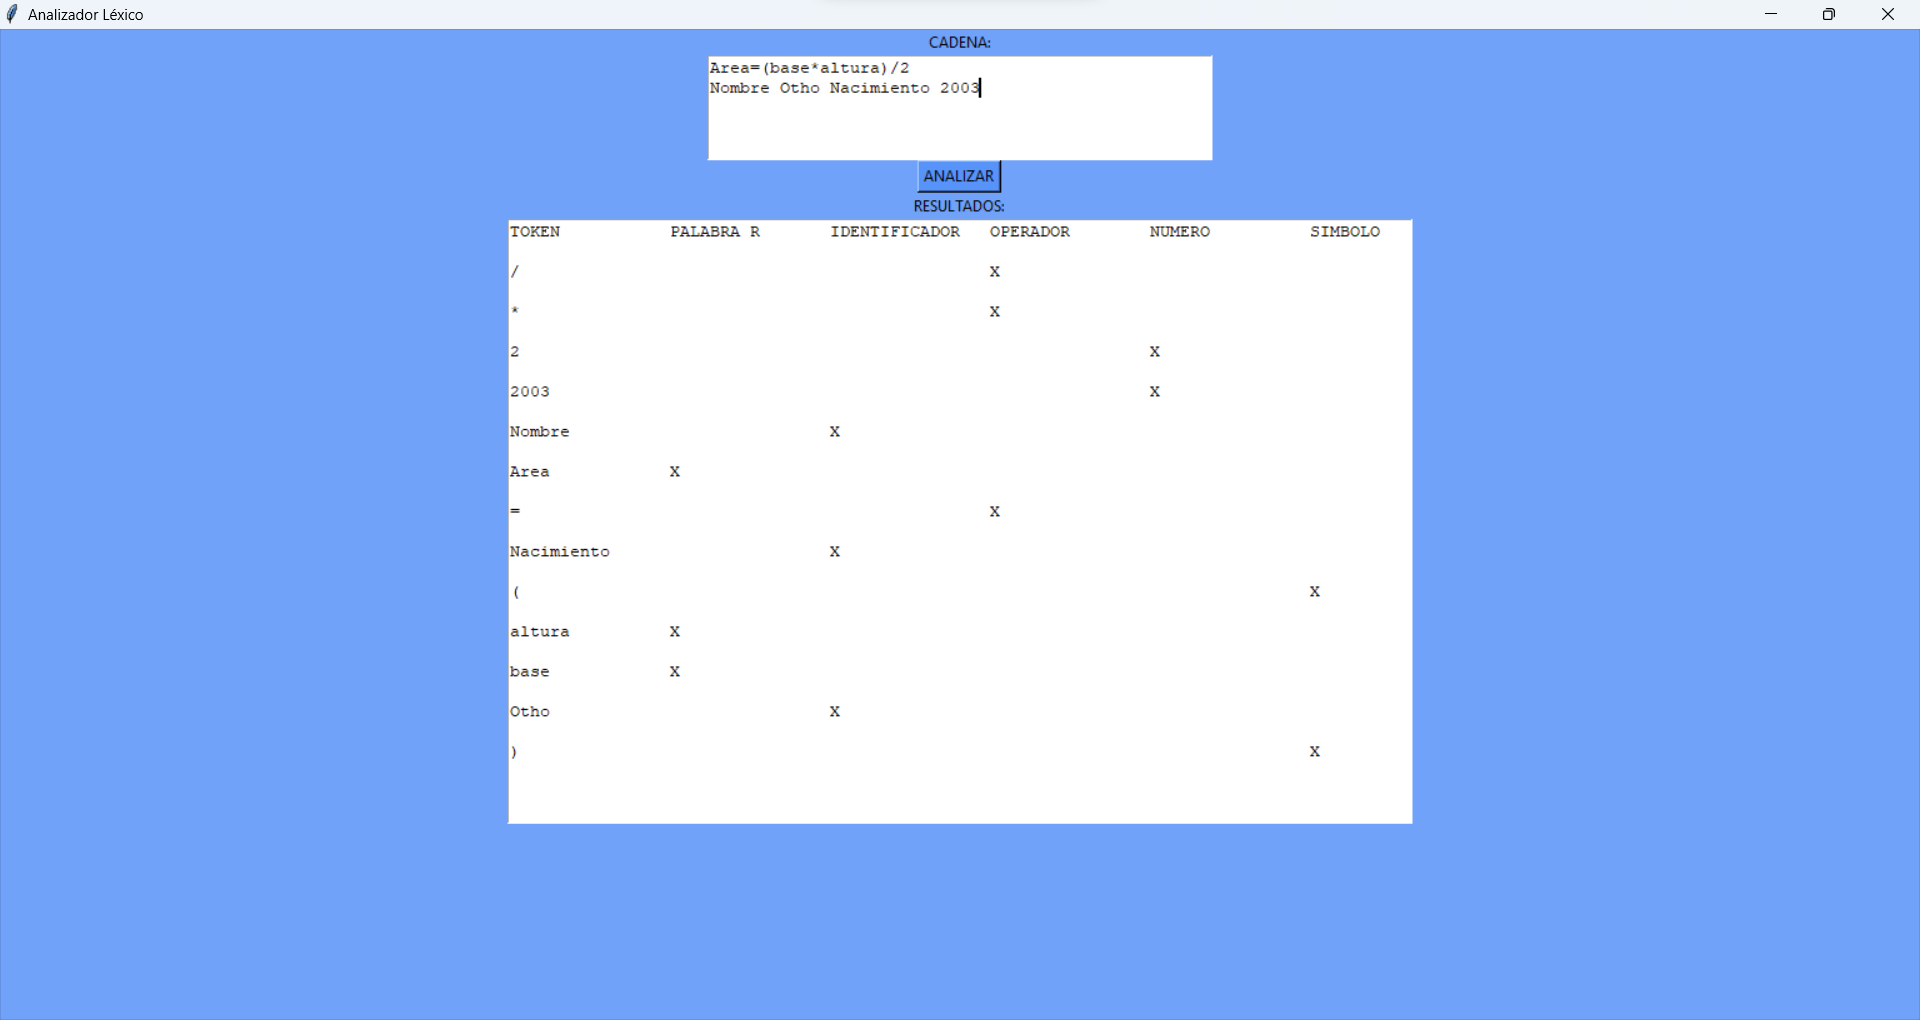 Analizador Léxico
CADENA:
Area=(base*altura)/2
Nombre Otho Nacimiento 2003
ANALIZAR
RESULTADOS:
TOKEN PALABRA R IDENTIFICADOR OPERADOR NUMERO SIMBOLO
/ X
* X
2 X
2003 X
Nombre X
Area X
= X
Nacimiento X
( X
altura X
base X
Otho X
) X